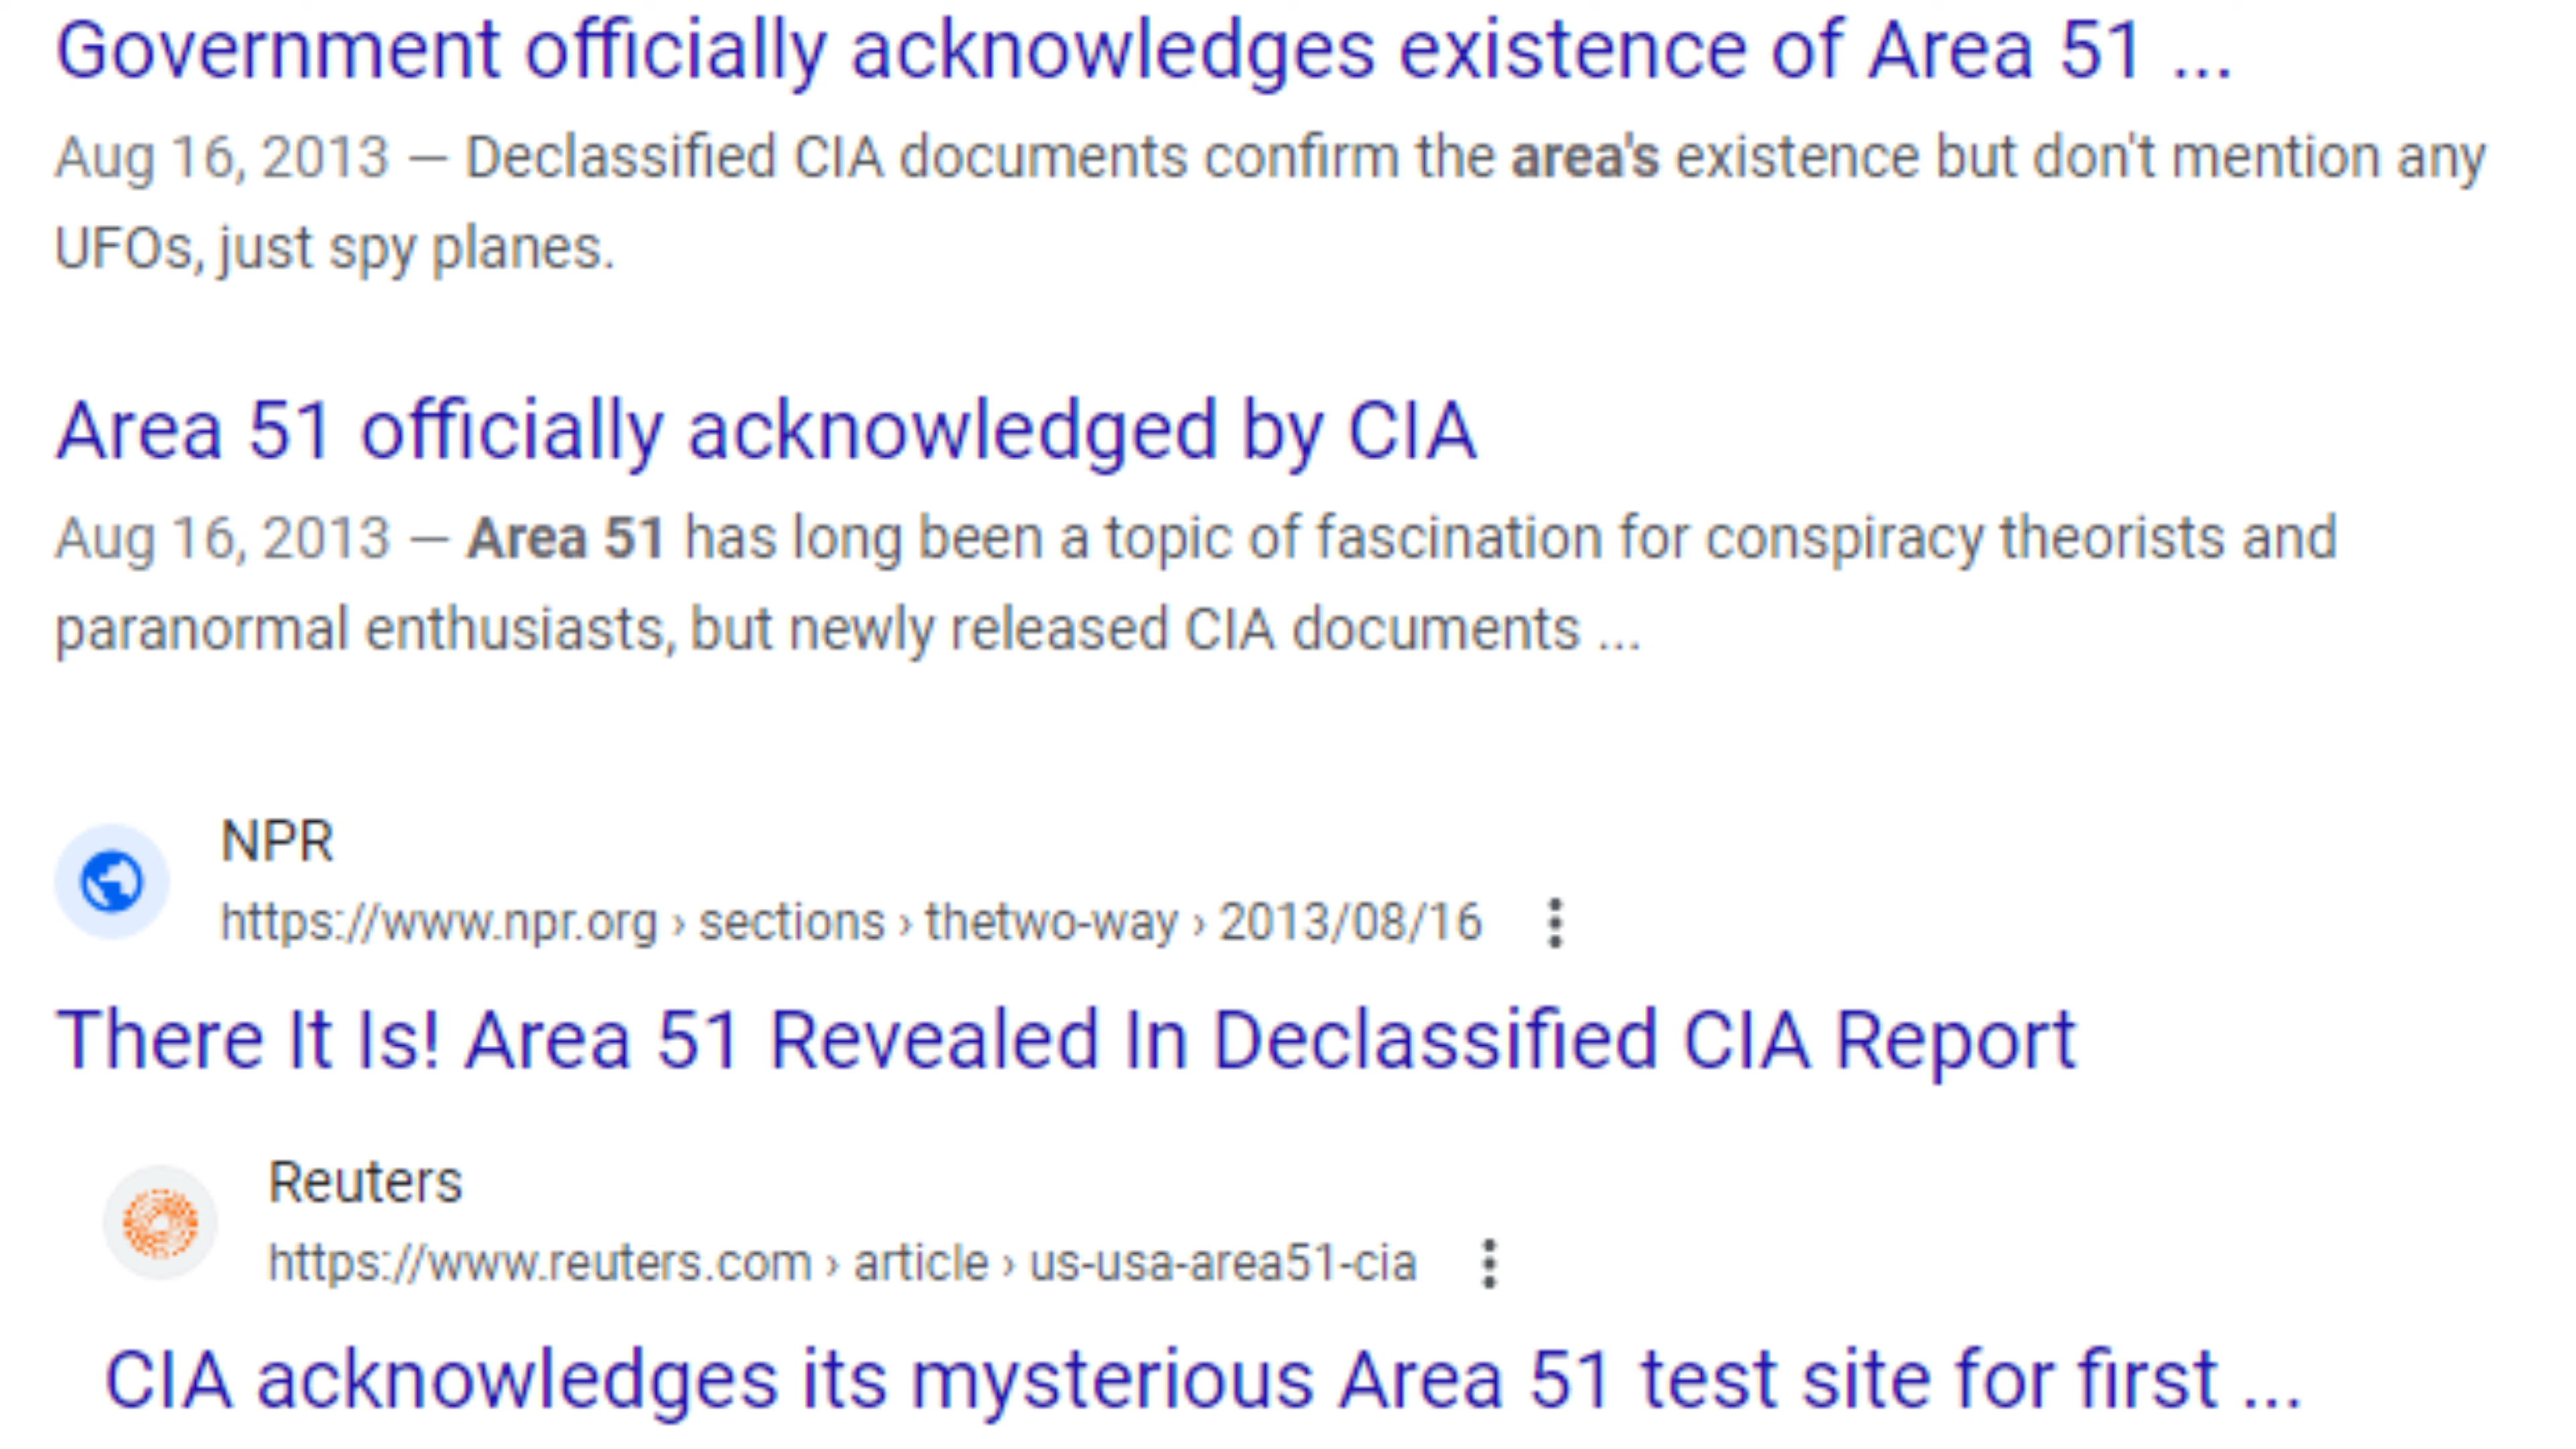 Government officially acknowledges existence of Area 51 ...
Aug 16, 2013 — Declassified CIA documents confirm the area's existence but don't mention any
UFOs, just spy planes.
Area 51 officially acknowledged by CIA
Aug 16, 2013 — Area 51 has long been a topic of fascination for conspiracy theorists and
paranormal enthusiasts, but newly released CIA documents ...
NPR
https://www.npr.org › sections › thetwo-way › 2013/08/16
There It Is! Area 51 Revealed In Declassified CIA Report
Reuters
https://www.reuters.com › article › us-usa-area51-cia
CIA acknowledges its mysterious Area 51 test site for first ...